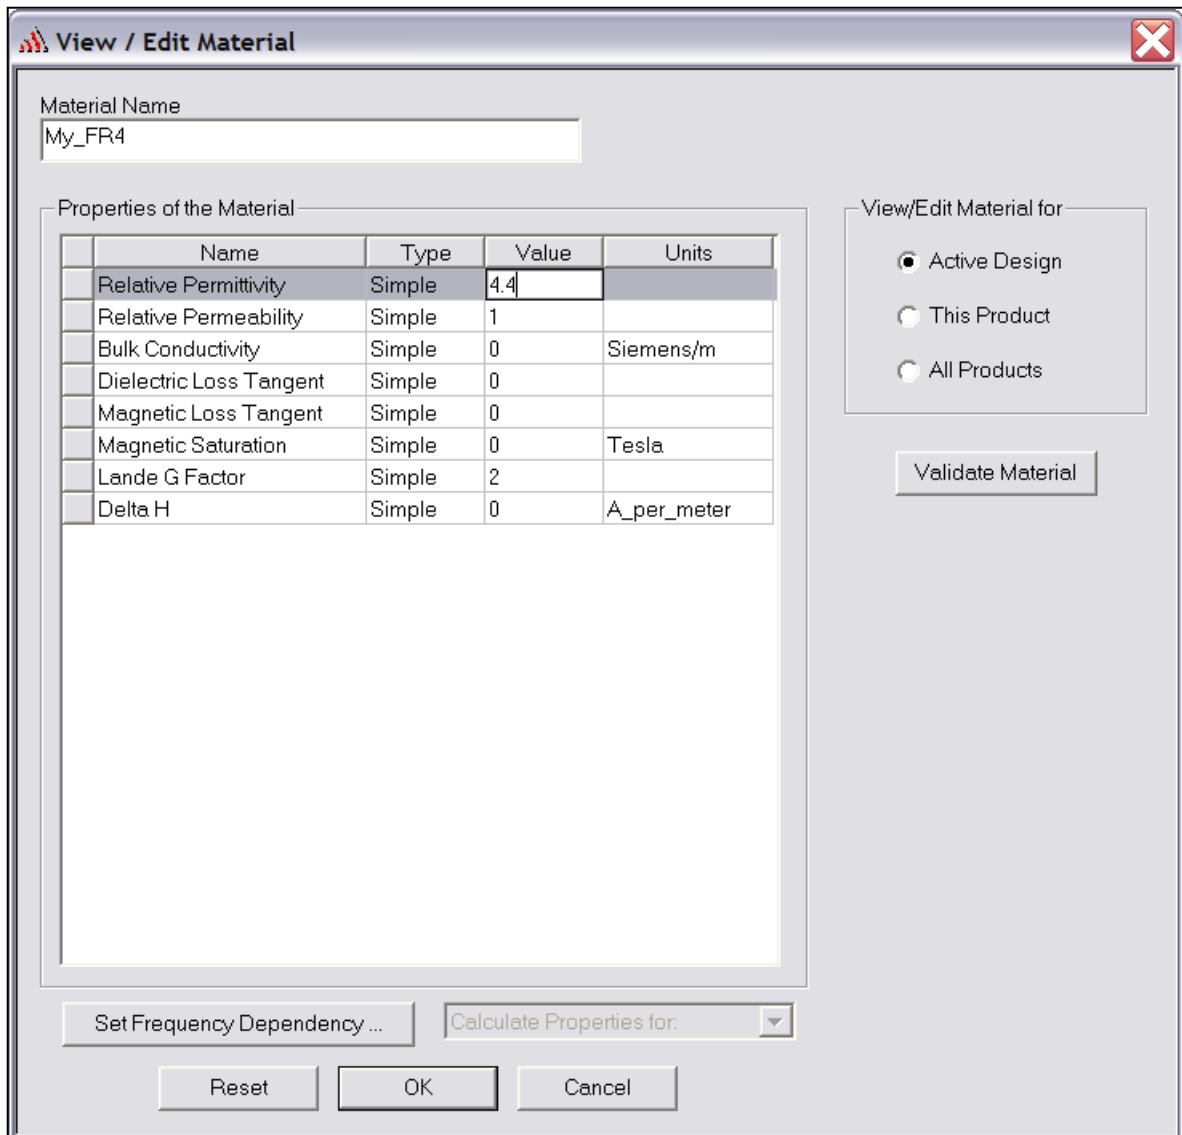 View / Edit Material
Material Name
My_FR4
Properties of the Material
Name Type Value Units
Relative Permittivity Simple 4.4
Relative Permeability Simple 1
Bulk Conductivity Simple 0 Siemens/m
Dielectric Loss Tangent Simple 0
Magnetic Loss Tangent Simple 0
Magnetic Saturation Simple 0 Tesla
Lande G Factor Simple 2
Delta H Simple 0 A_per_meter
View/Edit Material for
Active Design
This Product
All Products
Validate Material
Set Frequency Dependency ...
Calculate Properties for:
Reset OK Cancel